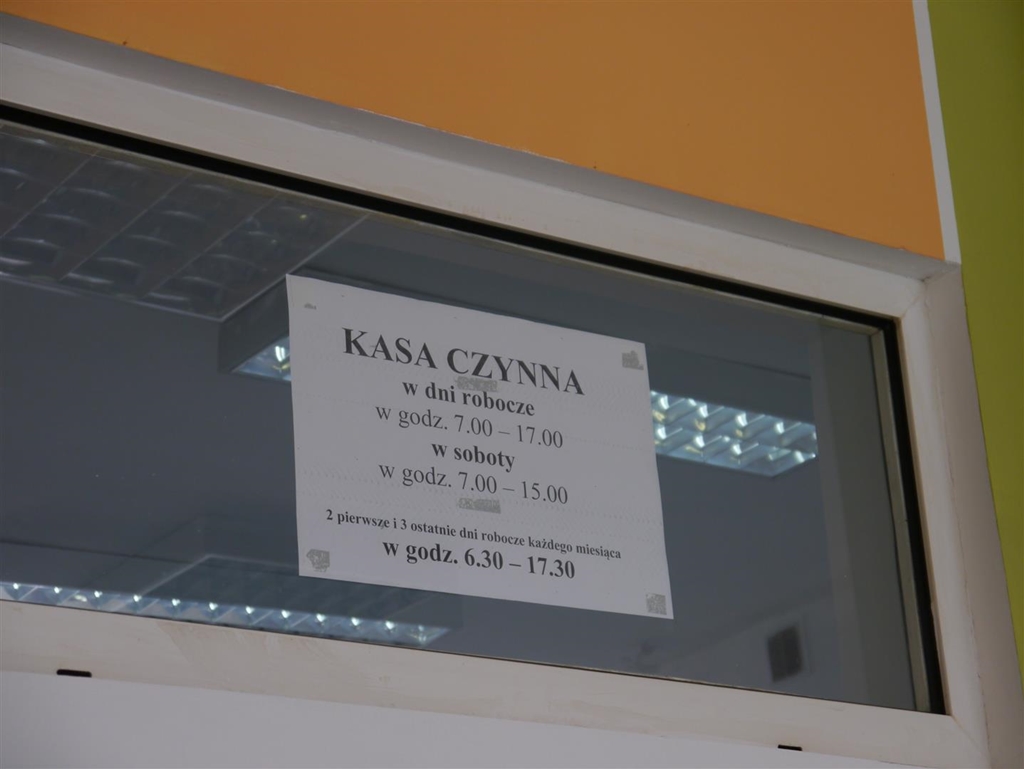 KASA CZYNNA
w dni robocze
w godz. 7.00 – 17.00
w soboty
w godz. 7.00 – 15.00
2 pierwsze i 3 ostatnie dni robocze każdego miesiąca
w godz. 6.30 – 17.30